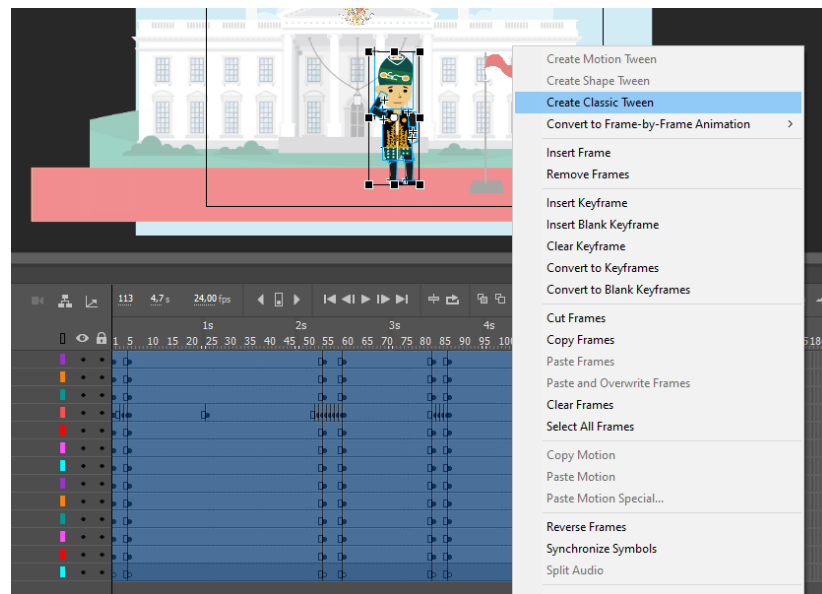 Create Motion Tween
Create Shape Tween
Create Classic Tween
Convert to Frame-by-Frame Animation
Insert Frame
Remove Frames
Insert Keyframe
Insert Blank Keyframe
Clear Keyframe
Convert to Keyframes
Convert to Blank Keyframes
Cut Frames
Copy Frames
Paste Frames
Paste and Overwrite Frames
Clear Frames
Select All Frames
Copy Motion
Paste Motion
Paste Motion Special...
Reverse Frames
Synchronize Symbols
Split Audio
113 4,7 s 24,00 fps
1s 2s 3s 4s
1 5 10 15 20 25 30 35 40 45 50 55 60 65 70 75 80 85 90 95 10
518